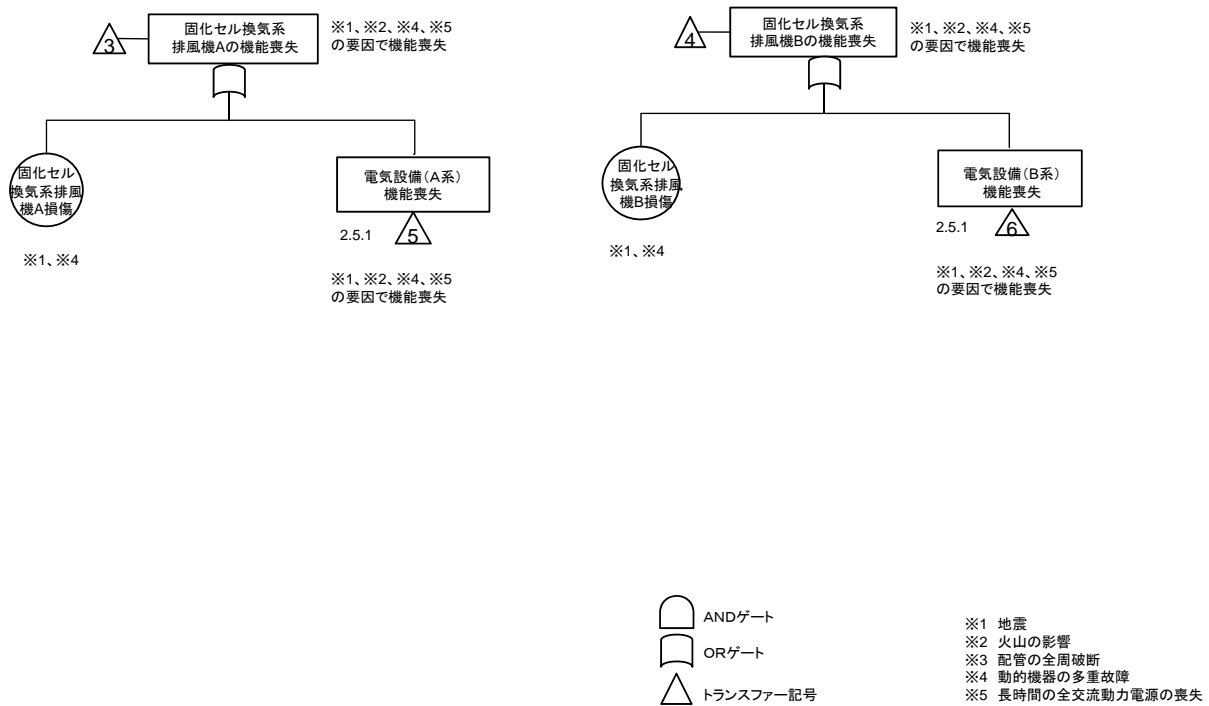 3
固化セル換気系
排風機Aの機能喪失
※1、※2、※4、※5
の要因で機能喪失
固化セル
換気系排風
機A損傷
※1、※4
電気設備(A系)
機能喪失
2.5.1
5
※1、※2、※4、※5
の要因で機能喪失
4
固化セル換気系
排風機Bの機能喪失
※1、※2、※4、※5
の要因で機能喪失
固化セル
換気系排風
機B損傷
※1、※4
電気設備(B系)
機能喪失
2.5.1
6
※1、※2、※4、※5
の要因で機能喪失
ANDゲート
ORゲート
トランスファー記号
※1 地震
※2 火山の影響
※3 配管の全周破断
※4 動的機器の多重故障
※5 長時間の全交流動力電源の喪失